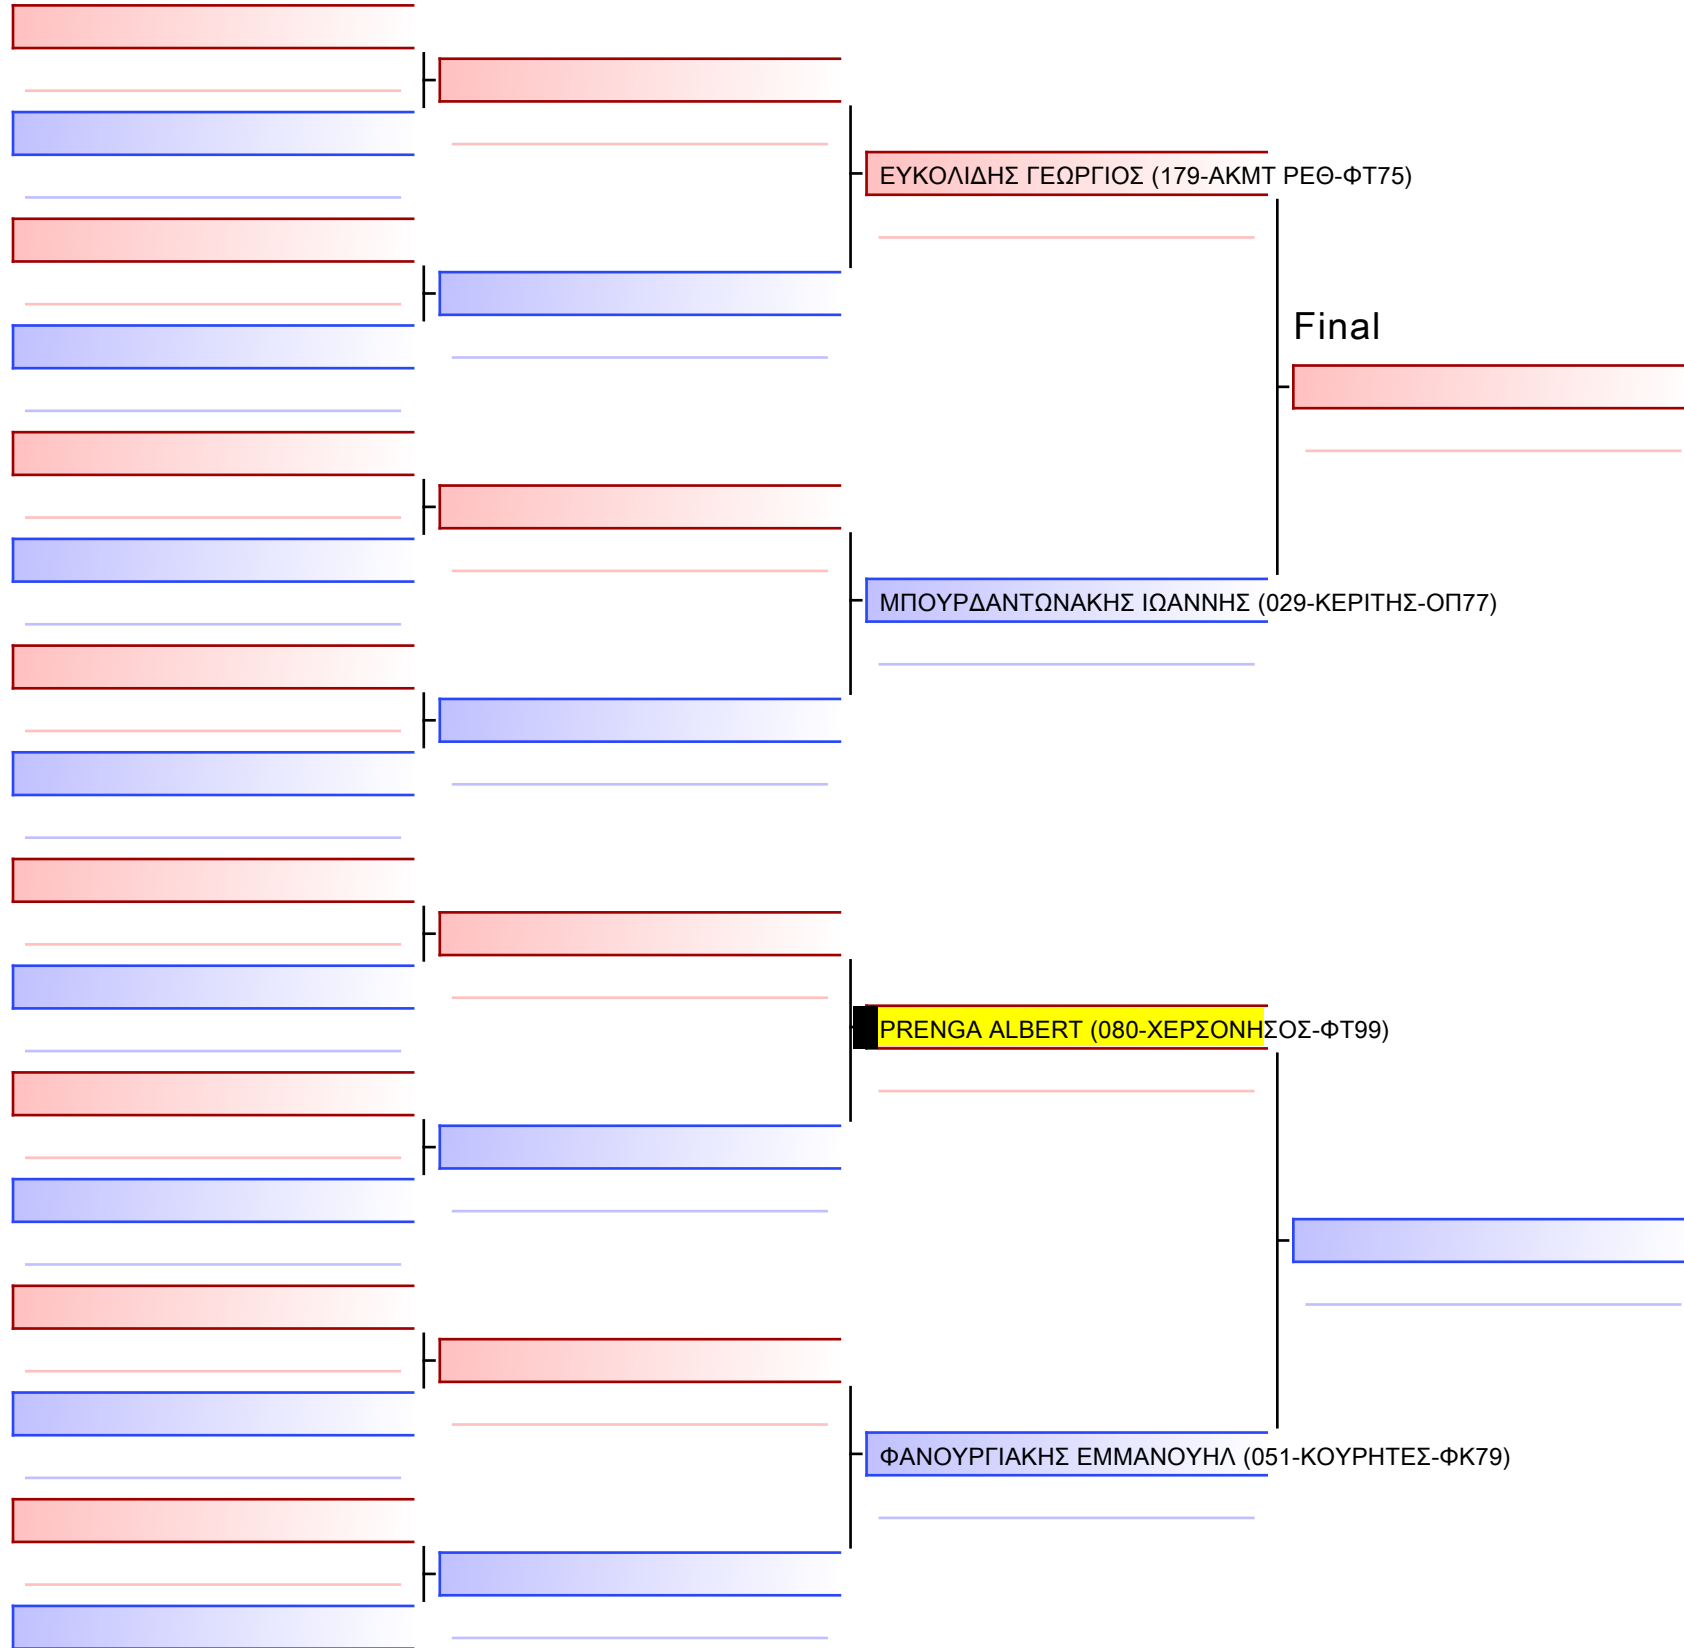 ΕΥΚΟΛΙΔΗΣ ΓΕΩΡΓΙΟΣ (179-ΑΚΜΤ ΡΕΘ-ΦΤ75)
Final
ΜΠΟΥΡΔΑΝΤΩΝΑΚΗΣ ΙΩΑΝΝΗΣ (029-ΚΕΡΙΤΗΣ-ΟΠ77)
PRENGA ALBERT (080-ΧΕΡΣΟΝΗΣΟΣ-ΦΤ99)
ΦΑΝΟΥΡΓΙΑΚΗΣ ΕΜΜΑΝΟΥΗΛ (051-ΚΟΥΡΗΤΕΣ-ΦΚ79)